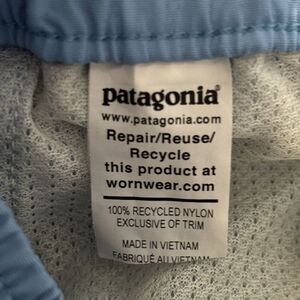 patagonia®
www.patagonia.com
Repair/Reuse/
Recycle
this product at
wornwear.com
100% RECYCLED NYLON
EXCLUSIVE OF TRIM
MADE IN VIETNAM
FABRIQUÉ AU VIETNAM